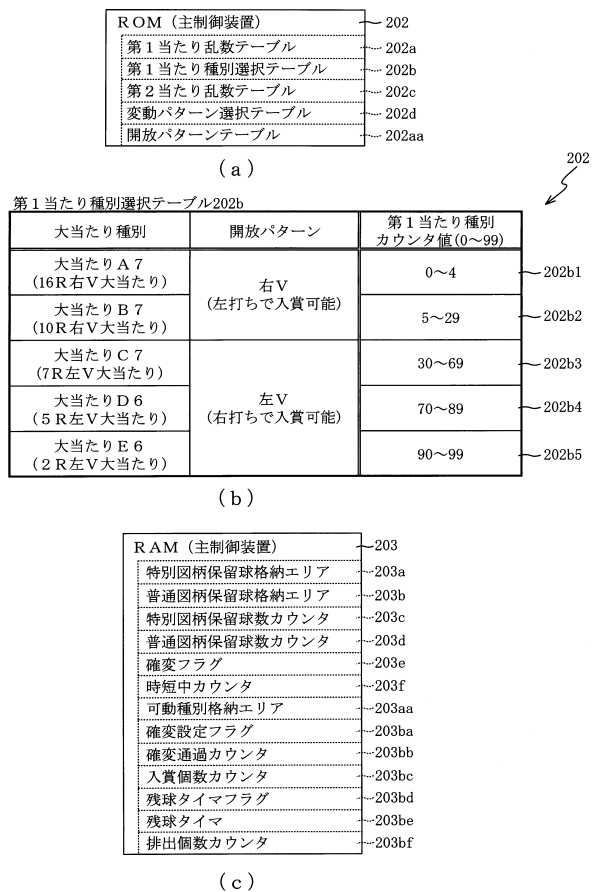 ROM（主制御装置） 202
第１当たり乱数テーブル 202a
第１当たり種別選択テーブル 202b
第２当たり乱数テーブル 202c
変動パターン選択テーブル 202d
開放パターンテーブル 202aa
(a)
202
第１当たり種別選択テーブル202b
大当たり種別 開放パターン 第１当たり種別
カウンタ値(0～99)
大当たりＡ７
(16R右Ｖ大当たり) 0～4 202b1
右Ｖ
(左打ちで入賞可能)
大当たりＢ７
(10R右Ｖ大当たり) 5～29 202b2
大当たりＣ７
(7R左Ｖ大当たり) 30～69 202b3
大当たりＤ６
(５R左Ｖ大当たり) 70～89 202b4
左Ｖ
(右打ちで入賞可能)
大当たりＥ６
(２R左Ｖ大当たり) 90～99 202b5
(b)
RAM（主制御装置） 203
特別図柄保留球格納エリア 203a
普通図柄保留球格納エリア 203b
特別図柄保留球数カウンタ 203c
普通図柄保留球数カウンタ 203d
確変フラグ 203e
時短中カウンタ 203f
可動種別格納エリア 203aa
確変設定フラグ 203ba
確変通過カウンタ 203bb
入賞個数カウンタ 203bc
残球タイマフラグ 203bd
残球タイマ 203be
排出個数カウンタ 203bf
(c)